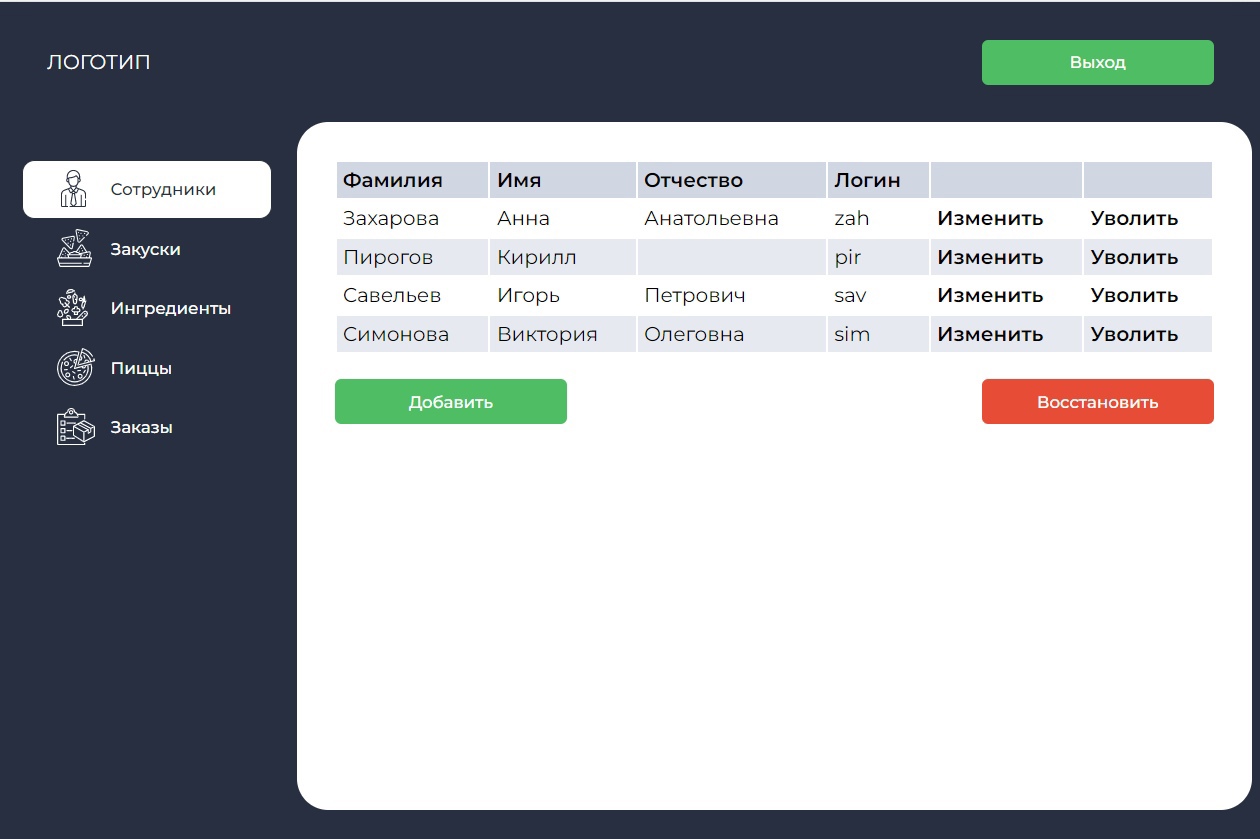 ЛОГОТИП
Выход
Сотрудники
Закуски
Ингредиенты
Пиццы
Заказы
Фамилия Имя Отчество Логин
Захарова Анна Анатольевна zah Изменить Уволить
Пирогов Кирилл pir Изменить Уволить
Савельев Игорь Петрович sav Изменить Уволить
Симонова Виктория Олеговна sim Изменить Уволить
Добавить Восстановить